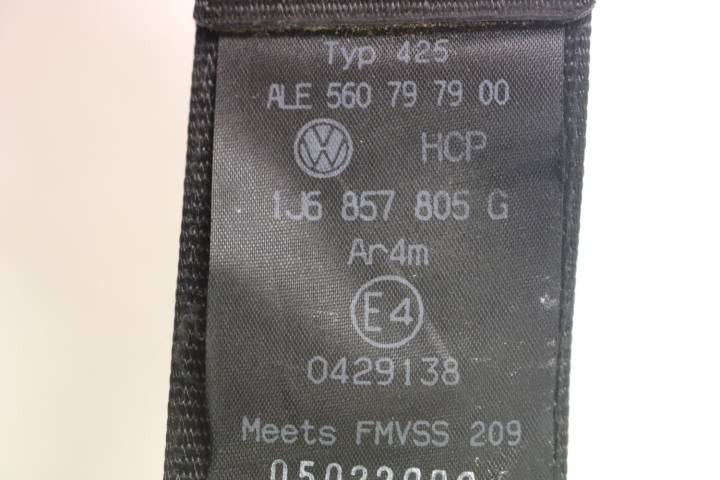 Typ 425
ALE 560 79 79 00
HCP
1J6 857 805 G
Ar4m
E4
0429138
Meets FMVSS 209